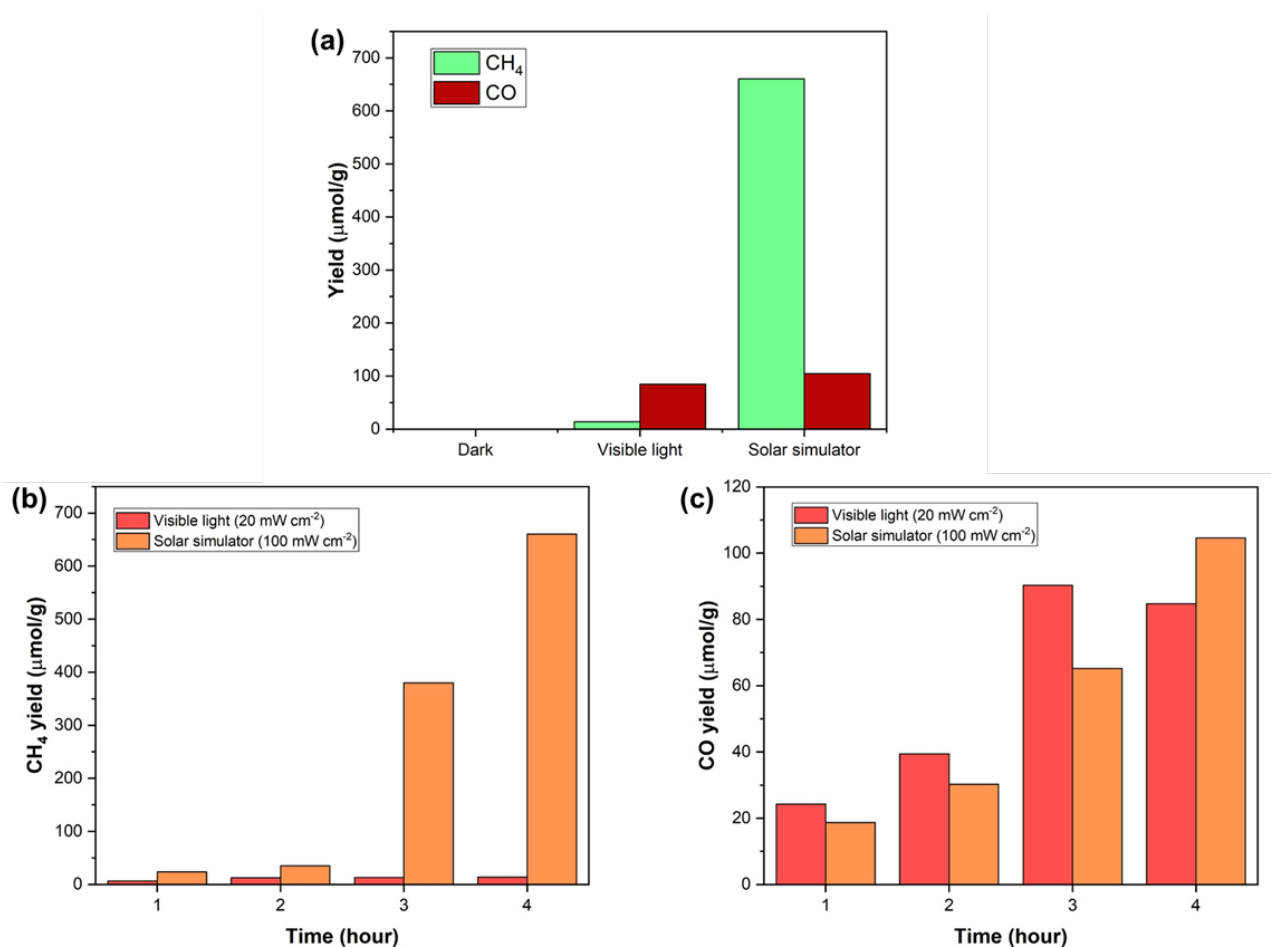 (a)
CH₄
CO
700
600
500
400
300
200
100
0
Yield (μmol/g)
Dark
Visible light
Solar simulator
(b)
Visible light (20 mW cm⁻²)
Solar simulator (100 mW cm⁻²)
700
600
500
400
300
200
100
0
CH₄ yield (μmol/g)
1
2
3
4
Time (hour)
(c)
Visible light (20 mW cm⁻²)
Solar simulator (100 mW cm⁻²)
120
100
80
60
40
20
0
CO yield (μmol/g)
1
2
3
4
Time (hour)